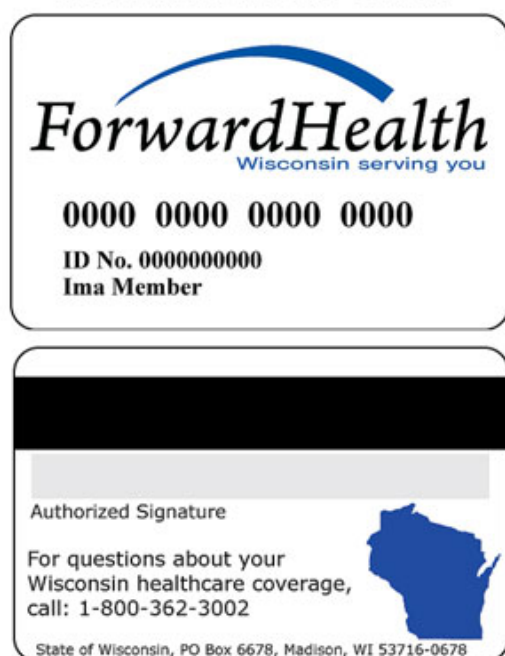 ForwardHealth
Wisconsin serving you
0000 0000 0000 0000
ID No. 0000000000
Ima Member
Authorized Signature
For questions about your
Wisconsin healthcare coverage,
call: 1-800-362-3002
State of Wisconsin, PO Box 6678, Madison, WI 53716-0678